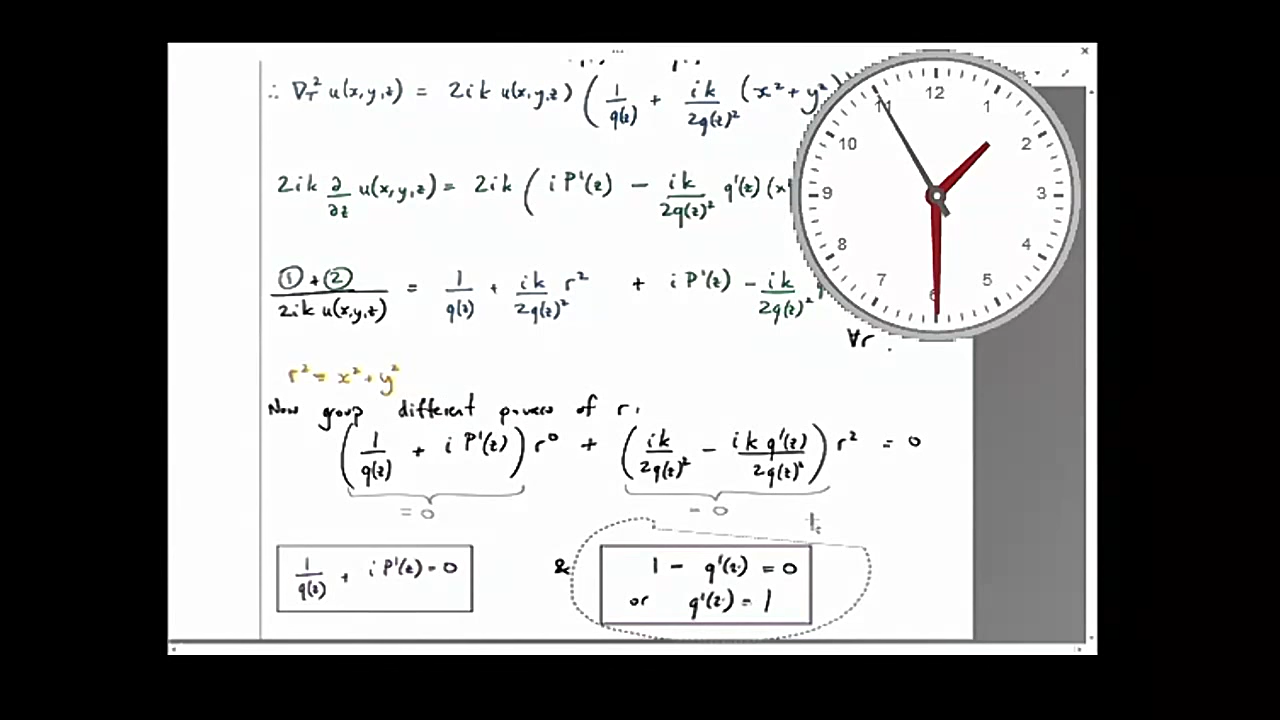 ∴ ∇_T² u(x,y,z) = 2ik u(x,y,z) ( 1/q(z) + ik/2q(z)² (x² + y²)
2ik ∂/∂z u(x,y,z) = 2ik ( i P'(z) − ik/2q(z)² q'(z) (x
(① + ②)/(2ik u(x,y,z)) = 1/q(z) + ik/2q(z)² r² + i P'(z) − ik/2q(z)²
∀r .
r² = x² + y²
Now group different powers of r.
( 1/q(z) + i P'(z) ) r⁰ + ( ik/2q(z)² − ik q'(z)/2q(z)² ) r² = 0
= 0 = 0
1/q(z) + i P'(z) = 0 & 1 − q'(z) = 0
or q'(z) = 1
12
11 1
10 2
9 3
8 4
7 5
6